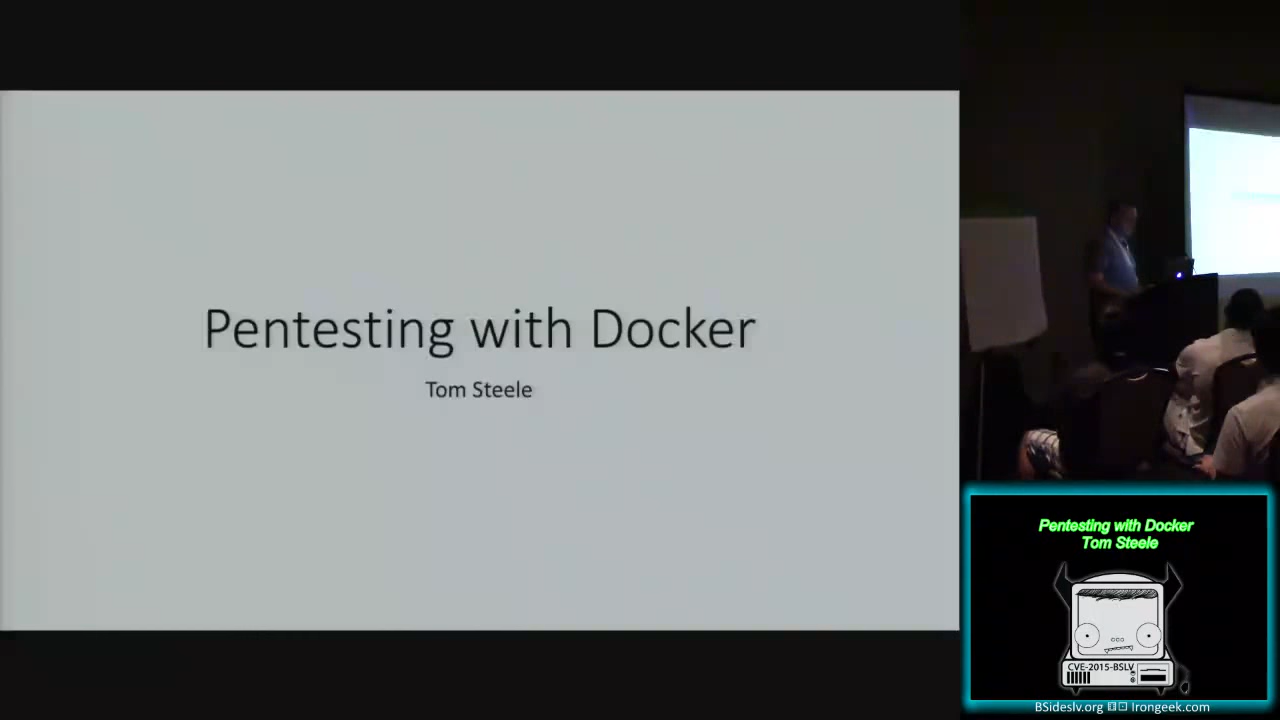 Pentesting with Docker
Tom Steele
Pentesting with Docker
Tom Steele
CVE-2015-BSLV
BSideslv.org Irongeek.com